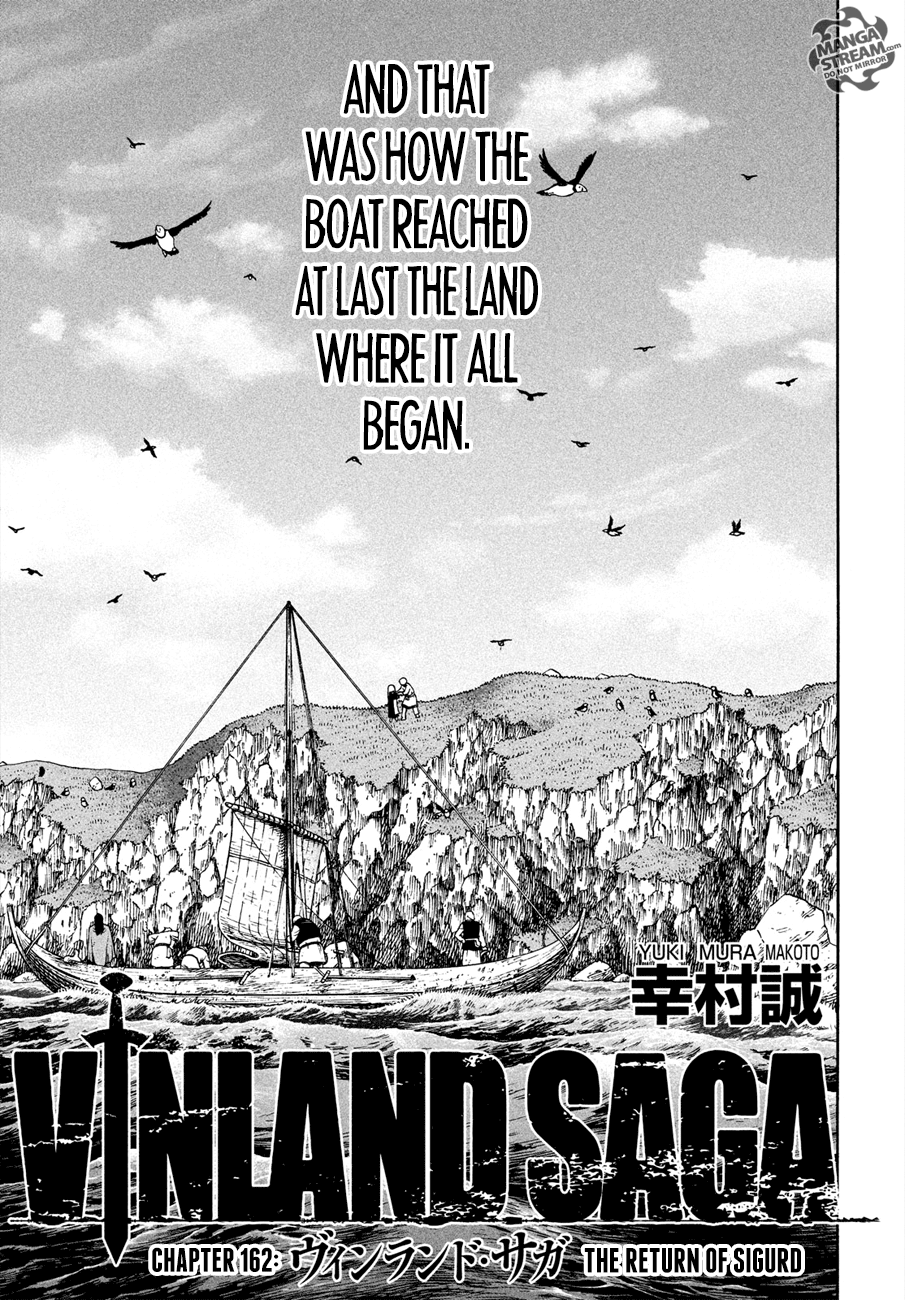 MANGA
STREAM.com
DO NOT MIRROR
AND THAT
WAS HOW THE
BOAT REACHED
AT LAST THE LAND
WHERE IT ALL
BEGAN.
YUKI MURA MAKOTO
幸村誠
VINLAND SAGA
CHAPTER 162: ヴィンランド・サガ THE RETURN OF SIGURD